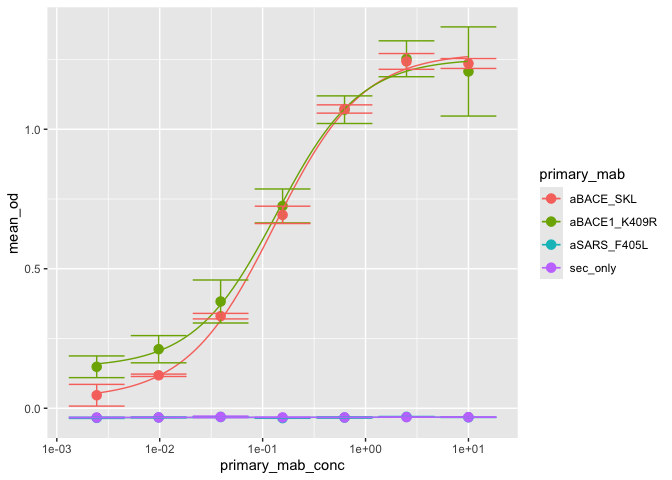 mean_od
1.0
0.5
0.0
1e-03 1e-02 1e-01 1e+00 1e+01
primary_mab_conc
primary_mab
aBACE_SKL
aBACE1_K409R
aSARS_F405L
sec_only